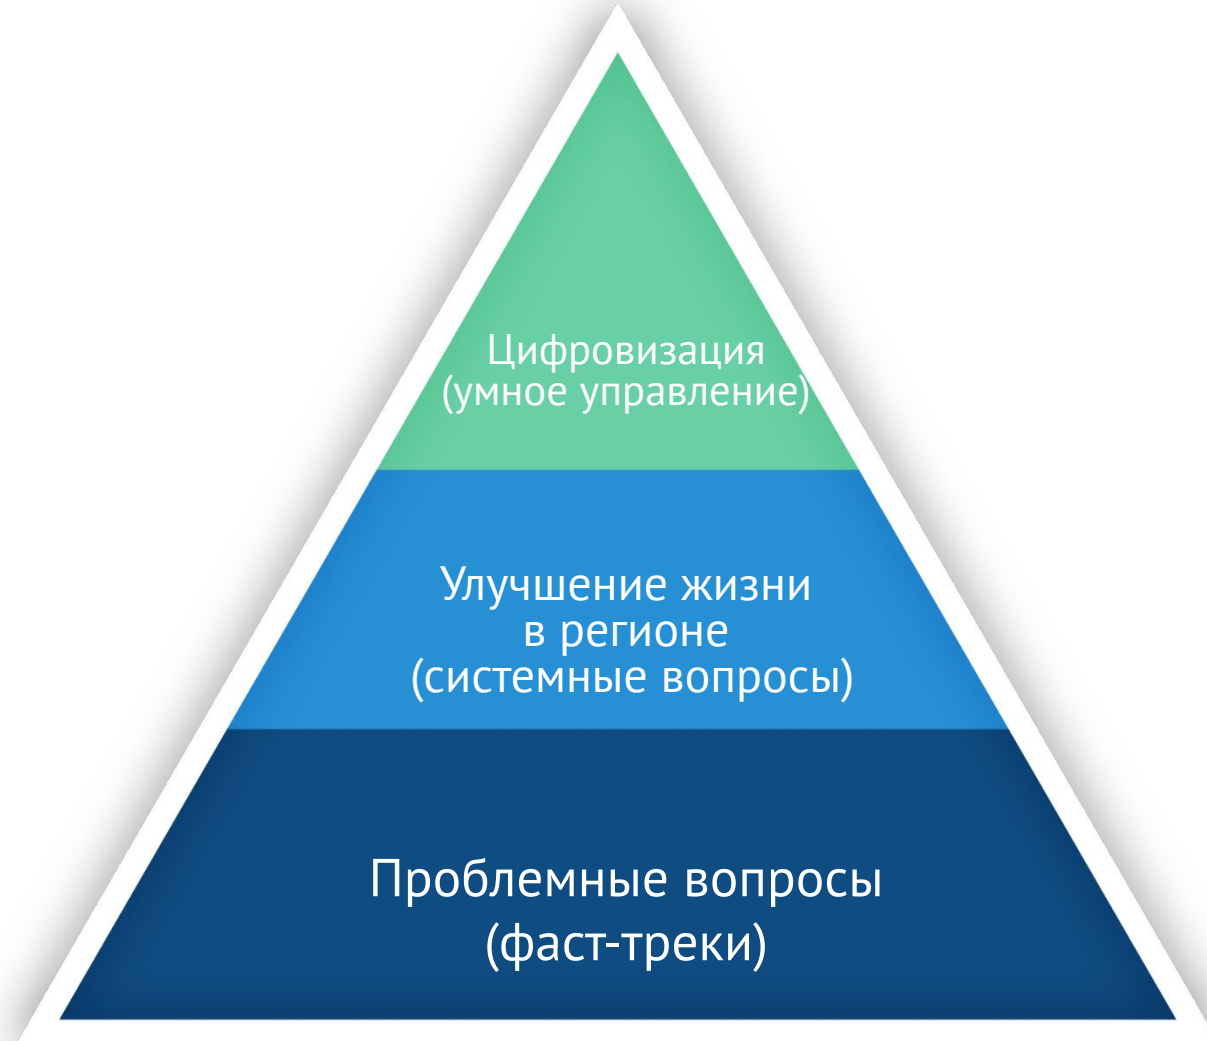 Цифровизация
(умное управление)
Улучшение жизни
в регионе
(системные вопросы)
Проблемные вопросы
(фаст-треки)